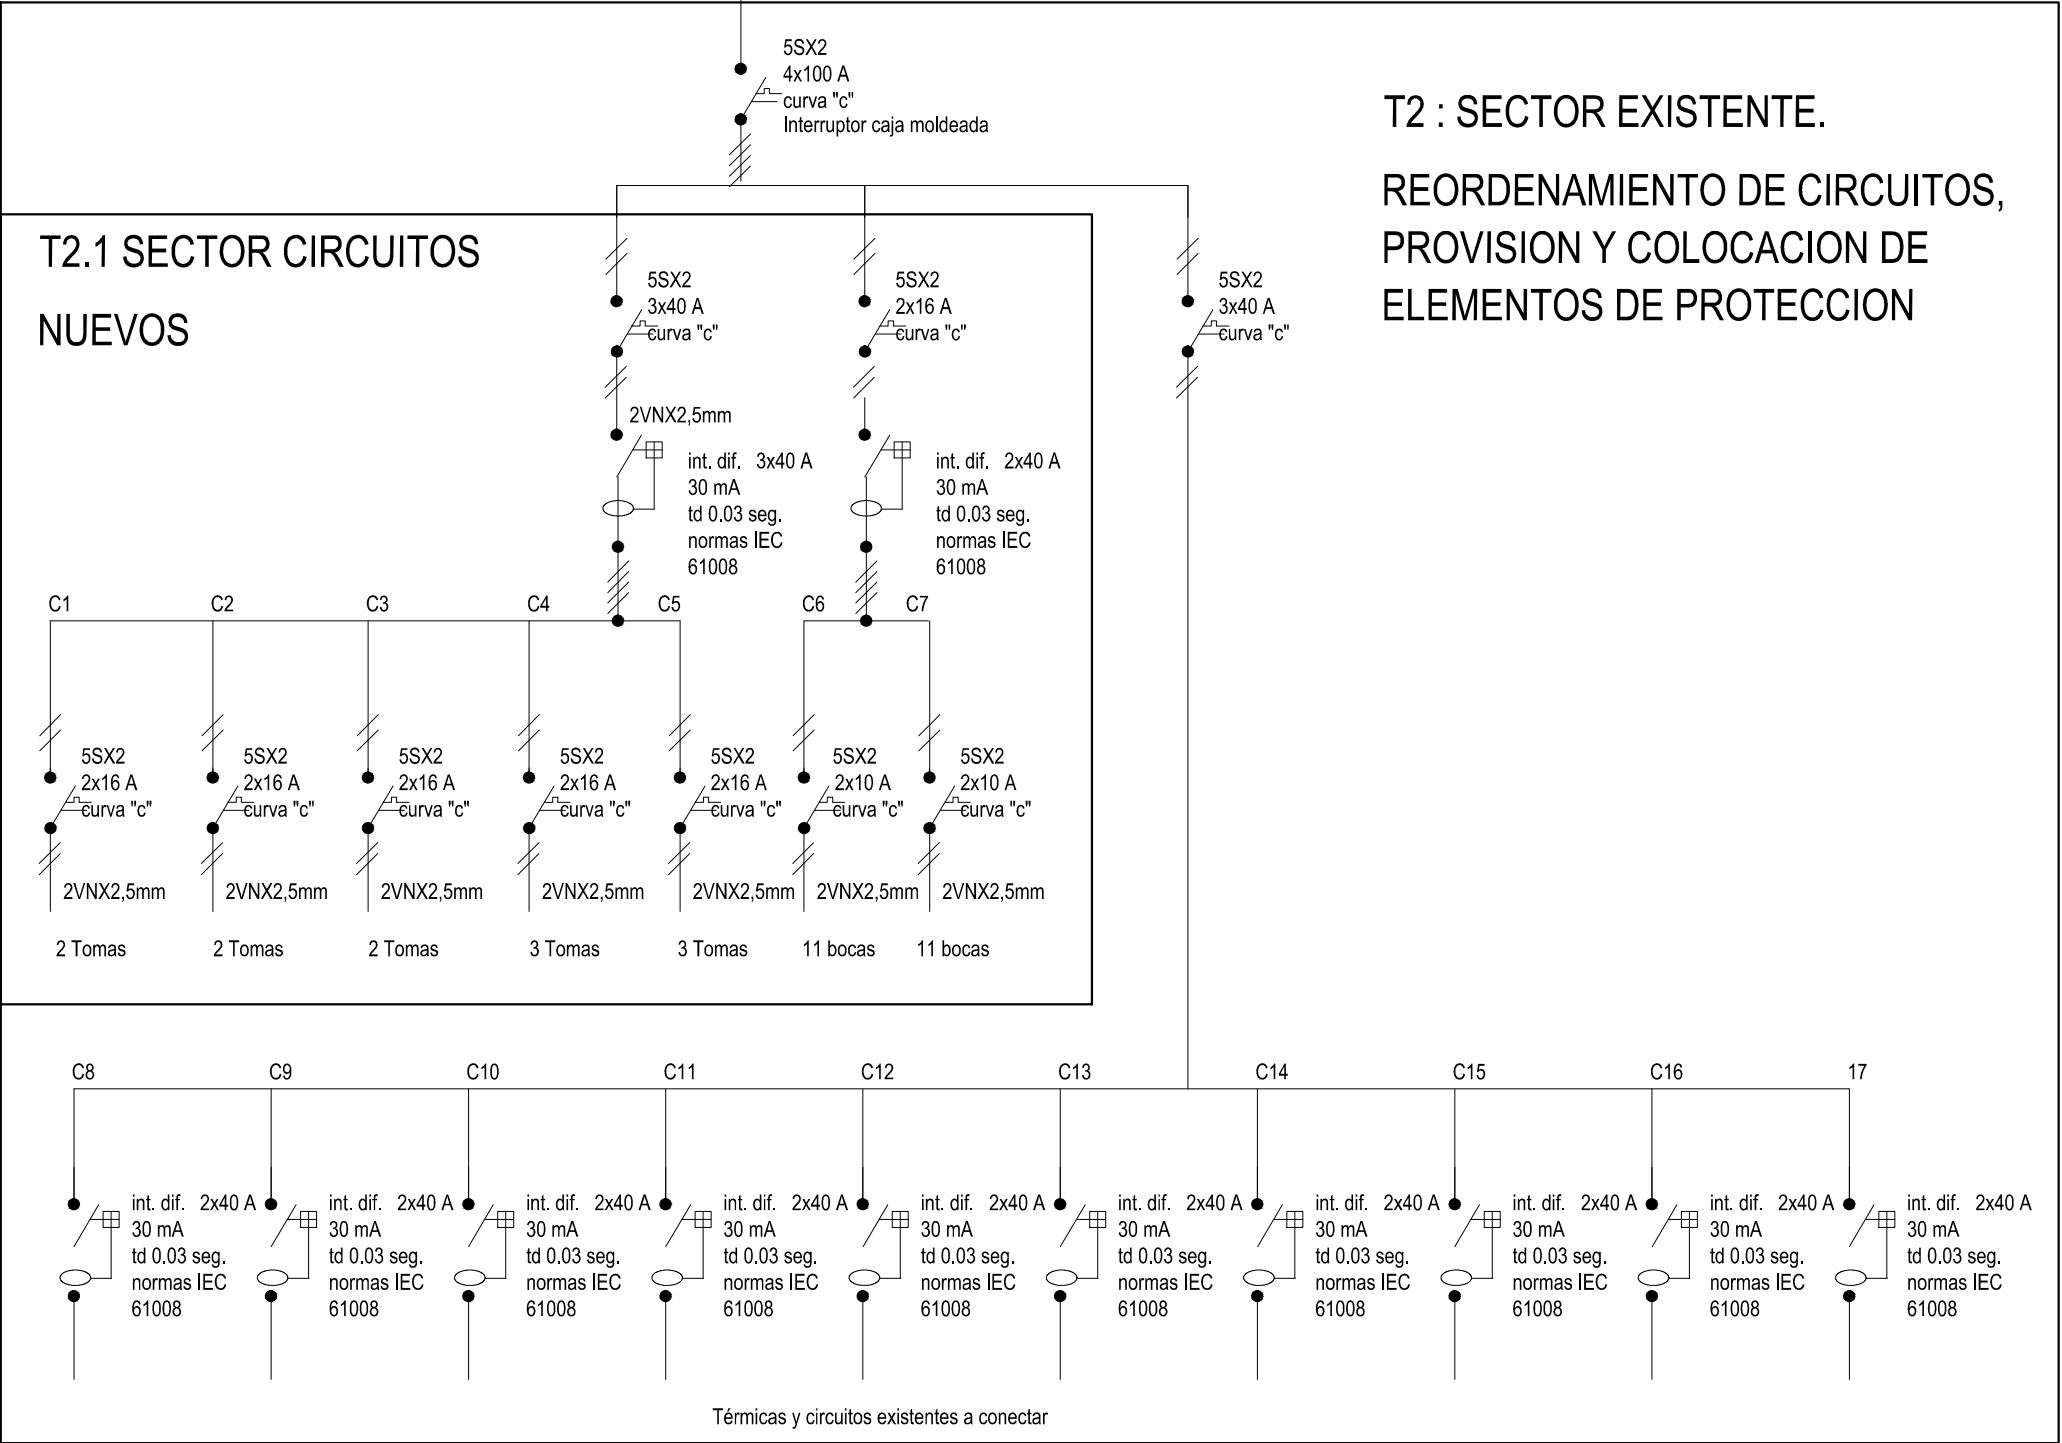 5SX2
4x100 A
curva "c"
Interruptor caja moldeada
T2 : SECTOR EXISTENTE.
REORDENAMIENTO DE CIRCUITOS,
PROVISION Y COLOCACION DE
ELEMENTOS DE PROTECCION
T2.1 SECTOR CIRCUITOS
NUEVOS
5SX2
3x40 A
curva "c"
5SX2
2x16 A
curva "c"
5SX2
3x40 A
curva "c"
2VNX2,5mm
int. dif. 3x40 A
30 mA
td 0.03 seg.
normas IEC
61008
int. dif. 2x40 A
30 mA
td 0.03 seg.
normas IEC
61008
C1
C2
C3
C4
C5
C6
C7
5SX2
2x16 A
curva "c"
2VNX2,5mm
2 Tomas
5SX2
2x16 A
curva "c"
2VNX2,5mm
2 Tomas
5SX2
2x16 A
curva "c"
2VNX2,5mm
2 Tomas
5SX2
2x16 A
curva "c"
2VNX2,5mm
3 Tomas
5SX2
2x16 A
curva "c"
2VNX2,5mm
3 Tomas
5SX2
2x10 A
curva "c"
2VNX2,5mm
11 bocas
5SX2
2x10 A
curva "c"
2VNX2,5mm
11 bocas
C8
C9
C10
C11
C12
C13
C14
C15
C16
17
int. dif. 2x40 A
30 mA
td 0.03 seg.
normas IEC
61008
int. dif. 2x40 A
30 mA
td 0.03 seg.
normas IEC
61008
int. dif. 2x40 A
30 mA
td 0.03 seg.
normas IEC
61008
int. dif. 2x40 A
30 mA
td 0.03 seg.
normas IEC
61008
int. dif. 2x40 A
30 mA
td 0.03 seg.
normas IEC
61008
int. dif. 2x40 A
30 mA
td 0.03 seg.
normas IEC
61008
int. dif. 2x40 A
30 mA
td 0.03 seg.
normas IEC
61008
int. dif. 2x40 A
30 mA
td 0.03 seg.
normas IEC
61008
int. dif. 2x40 A
30 mA
td 0.03 seg.
normas IEC
61008
int. dif. 2x40 A
30 mA
td 0.03 seg.
normas IEC
61008
Térmicas y circuitos existentes a conectar